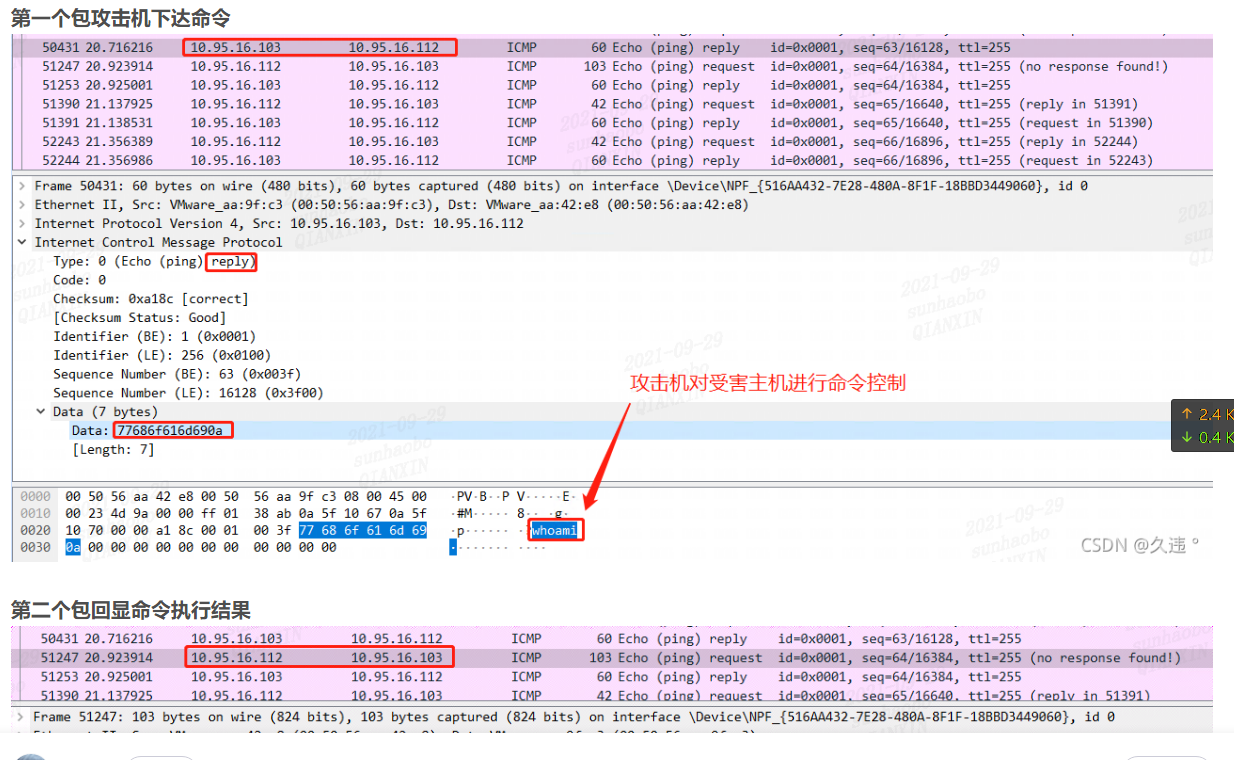 第一个包攻击机下达命令
50431 20.716216 10.95.16.103 10.95.16.112 ICMP 60 Echo (ping) reply id=0x0001, seq=63/16128, ttl=255
51247 20.923914 10.95.16.112 10.95.16.103 ICMP 103 Echo (ping) request id=0x0001, seq=64/16384, ttl=255 (no response found!)
51253 20.925001 10.95.16.103 10.95.16.112 ICMP 60 Echo (ping) reply id=0x0001, seq=64/16384, ttl=255
51390 21.137925 10.95.16.112 10.95.16.103 ICMP 42 Echo (ping) request id=0x0001, seq=65/16640, ttl=255 (reply in 51391)
51391 21.138531 10.95.16.103 10.95.16.112 ICMP 60 Echo (ping) reply id=0x0001, seq=65/16640, ttl=255 (request in 51390)
52243 21.356389 10.95.16.112 10.95.16.103 ICMP 42 Echo (ping) request id=0x0001, seq=66/16896, ttl=255 (reply in 52244)
52244 21.356986 10.95.16.103 10.95.16.112 ICMP 60 Echo (ping) reply id=0x0001, seq=66/16896, ttl=255 (request in 52243)
Frame 50431: 60 bytes on wire (480 bits), 60 bytes captured (480 bits) on interface \Device\NPF_{516AA432-7E28-480A-8F1F-18BBD3449060}, id 0
Ethernet II, Src: VMware_aa:9f:c3 (00:50:56:aa:9f:c3), Dst: VMware_aa:42:e8 (00:50:56:aa:42:e8)
Internet Protocol Version 4, Src: 10.95.16.103, Dst: 10.95.16.112
Internet Control Message Protocol
Type: 0 (Echo (ping) reply)
Code: 0
Checksum: 0xa18c [correct]
[Checksum Status: Good]
Identifier (BE): 1 (0x0001)
Identifier (LE): 256 (0x0100)
Sequence Number (BE): 63 (0x003f)
Sequence Number (LE): 16128 (0x3f00)
Data (7 bytes)
Data: 77686f616d690a
[Length: 7]
攻击机对受害主机进行命令控制
2021-09-29
sunhaobo
QIANXIN
↑ 2.4 K
↓ 0.4 K
0000 00 50 56 aa 42 e8 00 50 56 aa 9f c3 08 00 45 00 ·PV·B··P V·····E·
0010 00 23 4d 9a 00 00 ff 01 38 ab 0a 5f 10 67 0a 5f ·#M····· 8··_·g·_
0020 10 70 00 00 a1 8c 00 01 00 3f 77 68 6f 61 6d 69 ·p······ ·?whoami
0030 0a 00 00 00 00 00 00 00 00 00 00 00 ········ ····
CSDN @久违 °
第二个包回显命令执行结果
50431 20.716216 10.95.16.103 10.95.16.112 ICMP 60 Echo (ping) reply id=0x0001, seq=63/16128, ttl=255
51247 20.923914 10.95.16.112 10.95.16.103 ICMP 103 Echo (ping) request id=0x0001, seq=64/16384, ttl=255 (no response found!)
51253 20.925001 10.95.16.103 10.95.16.112 ICMP 60 Echo (ping) reply id=0x0001, seq=64/16384, ttl=255
51390 21.137925 10.95.16.112 10.95.16.103 ICMP 42 Echo (ping) request id=0x0001, seq=65/16640, ttl=255 (reply in 51391)
Frame 51247: 103 bytes on wire (824 bits), 103 bytes captured (824 bits) on interface \Device\NPF_{516AA432-7E28-480A-8F1F-18BBD3449060}, id 0